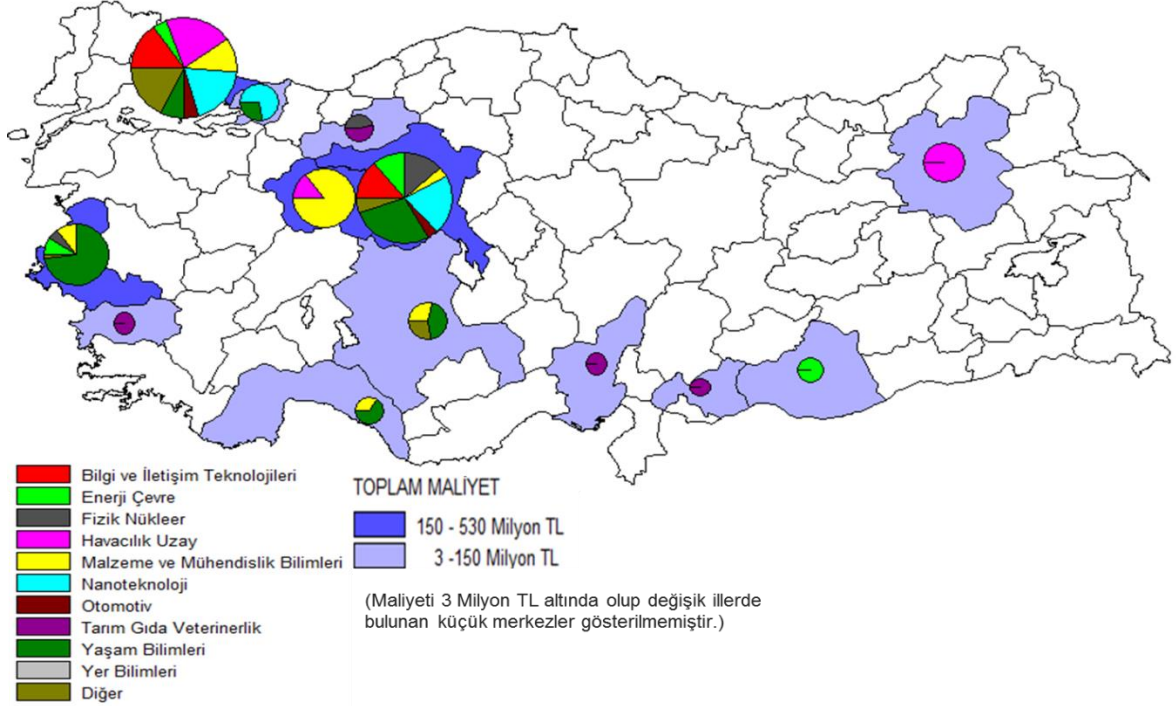 Bilgi ve İletişim Teknolojileri
Enerji Çevre
Fizik Nükleer
Havacılık Uzay
Malzeme ve Mühendislik Bilimleri
Nanoteknoloji
Otomotiv
Tarım Gıda Veterinerlik
Yaşam Bilimleri
Yer Bilimleri
Diğer
TOPLAM MALİYET
150 - 530 Milyon TL
3 -150 Milyon TL
(Maliyeti 3 Milyon TL altında olup değişik illerde
bulunan küçük merkezler gösterilmemiştir.)